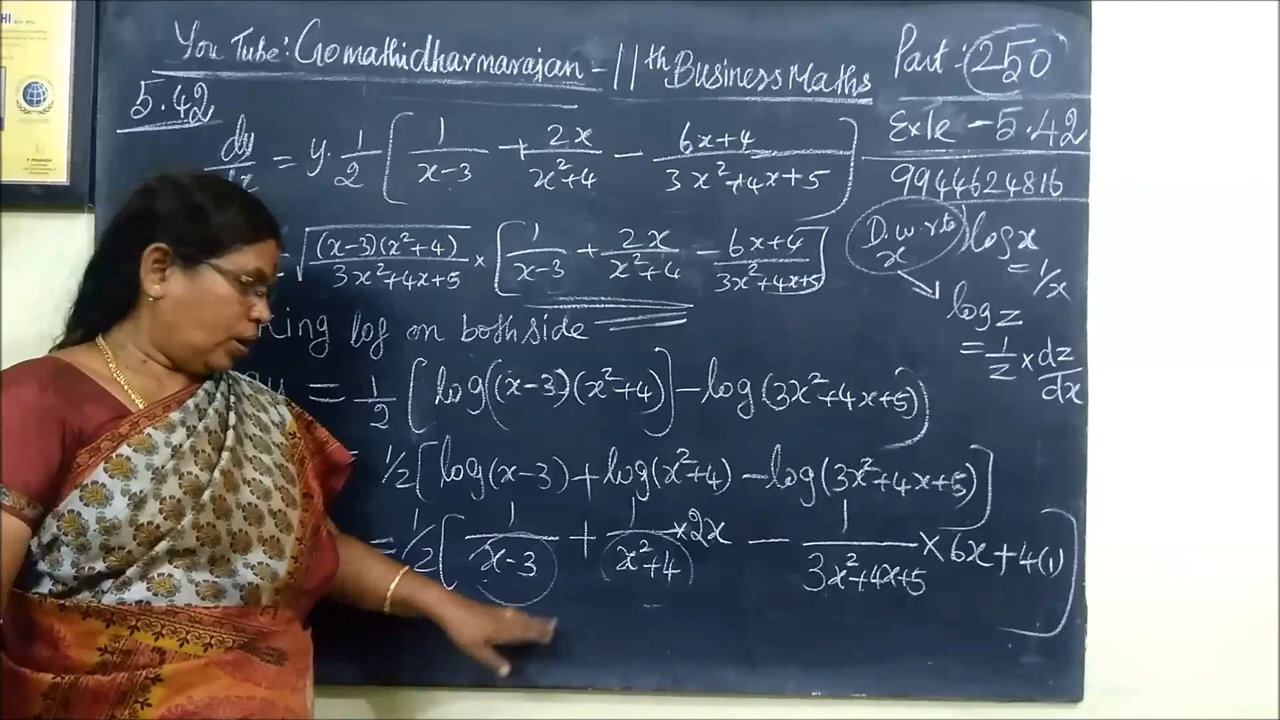 You Tube: Gomathidharmarajan - 11th Business Maths
Part : 250
5.42
Exle - 5.42
9944624816
dy/dx = y. 1/2 [ 1/(x-3) + 2x/(x²+4) - (6x+4)/(3x²+4x+5) ]
= √((x-3)(x²+4)/(3x²+4x+5)) × [ 1/(x-3) + 2x/(x²+4) - (6x+4)/(3x²+4x+5) ]
D.w.r.to x
log x
= 1/x
log z
= 1/z × dz/dx
king log on both side
= 1/2 [ log((x-3)(x²+4)] - log(3x²+4x+5) )
= 1/2 [ log(x-3) + log(x²+4) - log(3x²+4x+5) ]
= 1/2 [ 1/(x-3) + 1/(x²+4) × 2x - 1/(3x²+4x+5) × 6x+4(1) ]